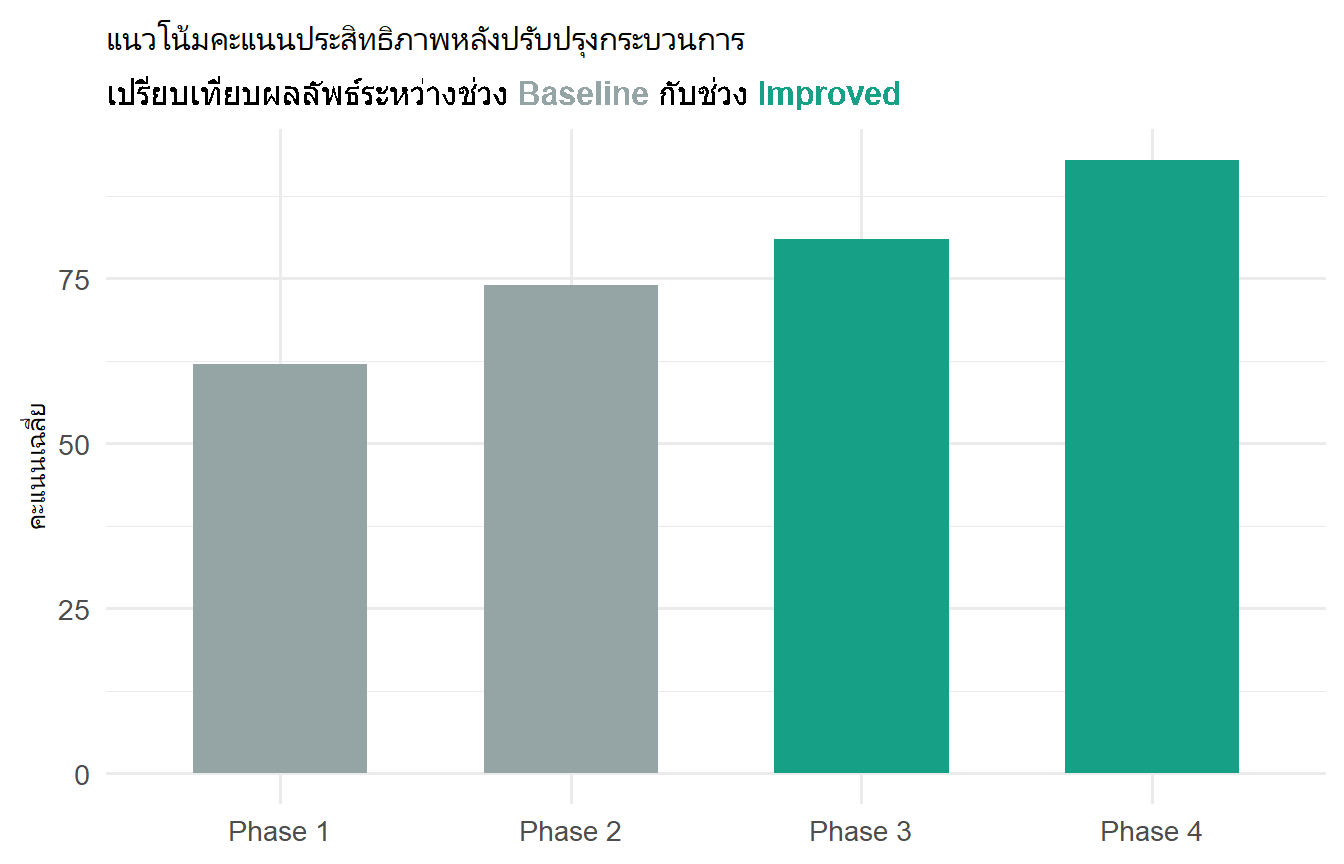 แนวโน้มคะแนนประสิทธิภาพหลังปรับปรุงกระบวนการ
เปรียบเทียบผลลัพธ์ระหว่างช่วง Baseline กับช่วง Improved
คะแนนเฉลี่ย
75
50
25
0
Phase 1
Phase 2
Phase 3
Phase 4